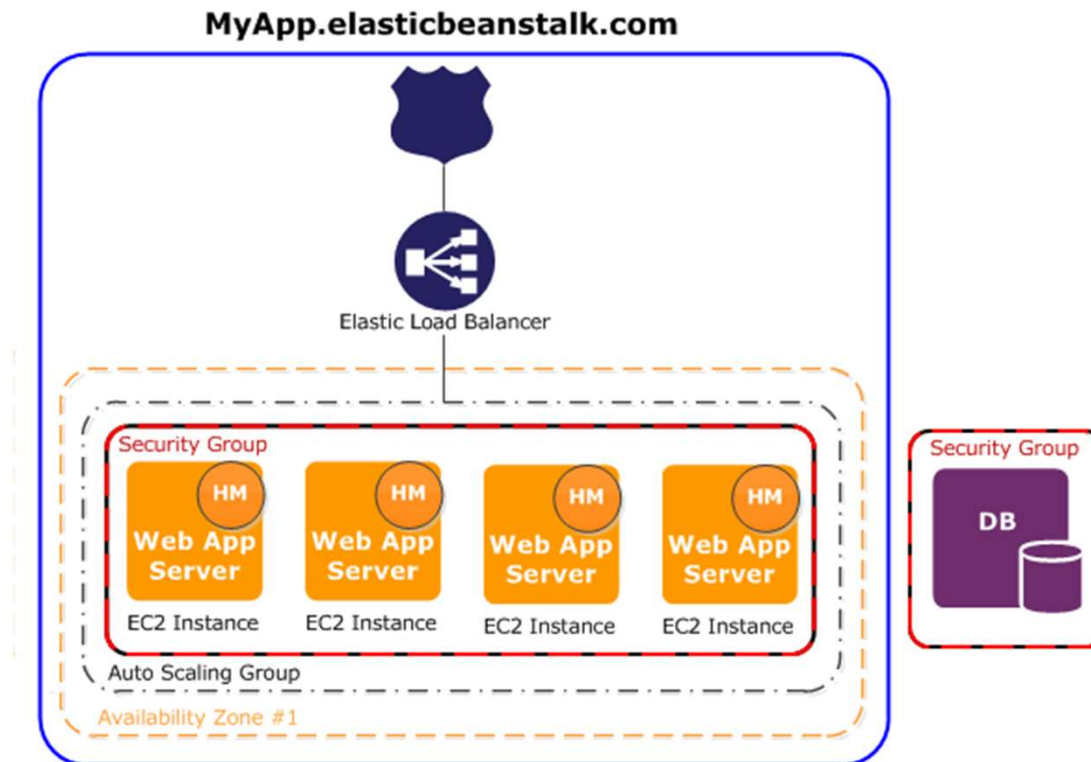 MyApp.elasticbeanstalk.com
Elastic Load Balancer
Security Group
HM
Web App
Server
EC2 Instance
HM
Web App
Server
EC2 Instance
HM
Web App
Server
EC2 Instance
HM
Web App
Server
EC2 Instance
Auto Scaling Group
Availability Zone #1
Security Group
DB